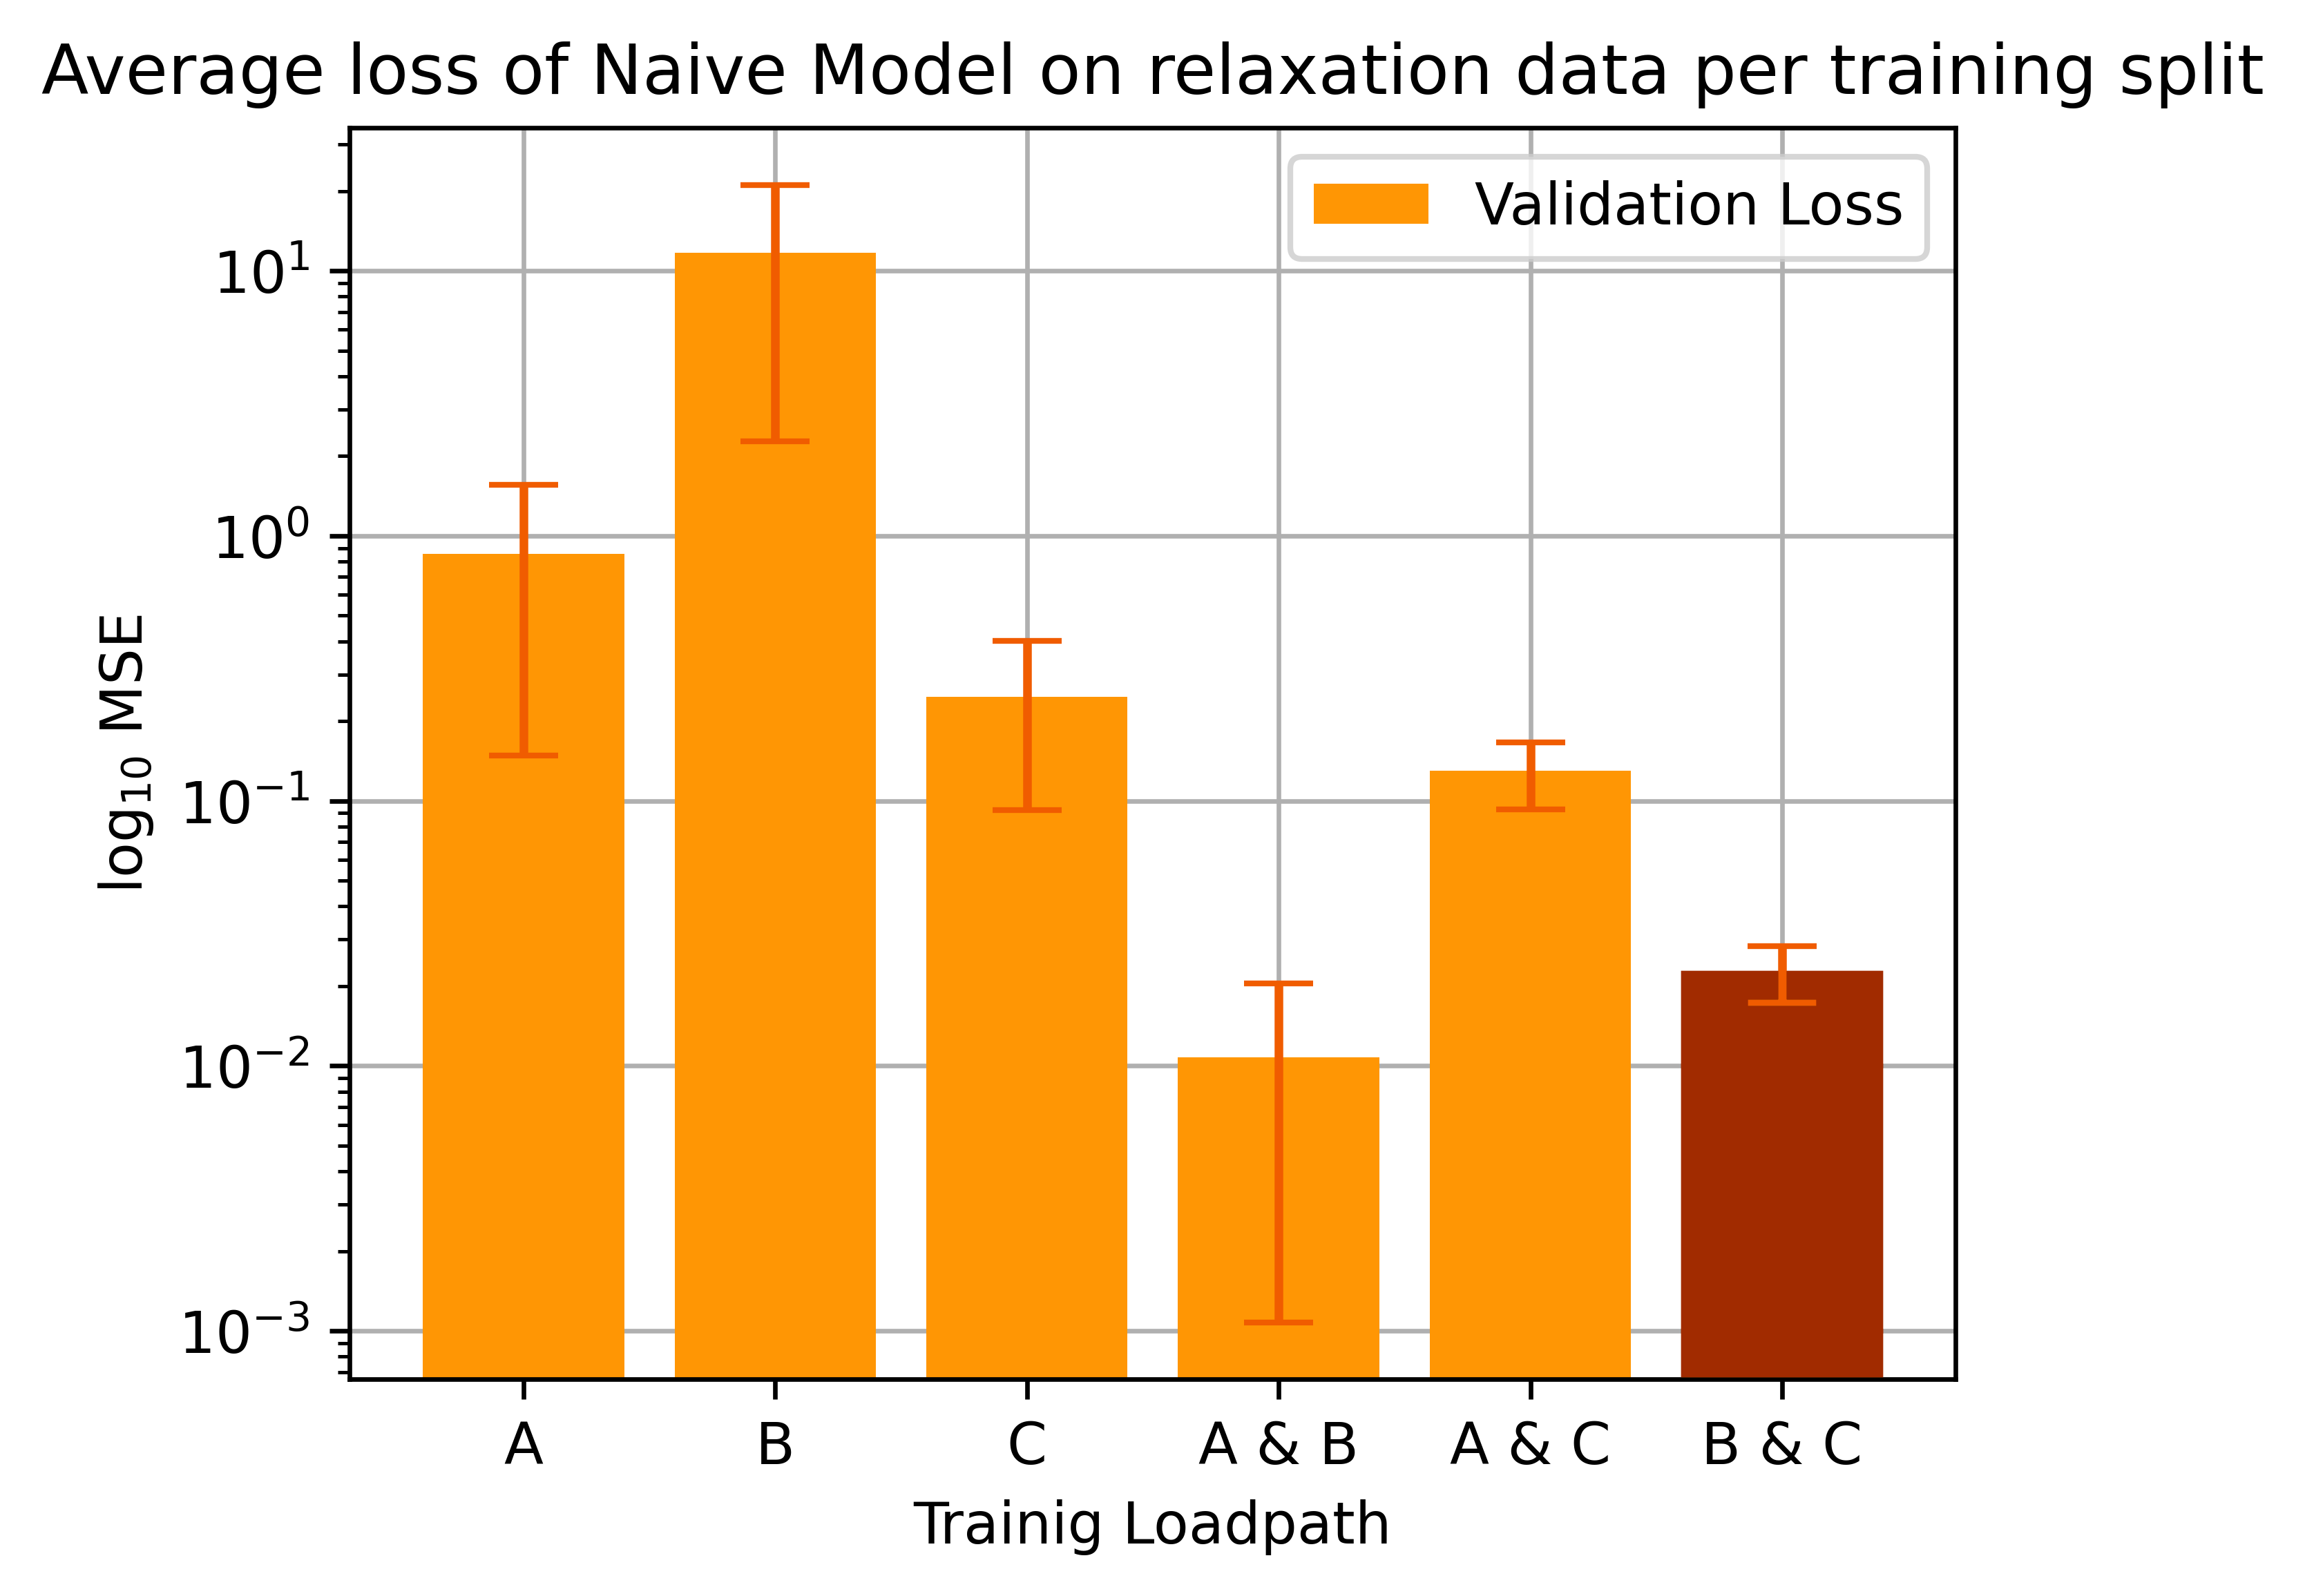 Average loss of Naive Model on relaxation data per training split
Validation Loss
10¹
10⁰
10⁻¹
10⁻²
10⁻³
log₁₀ MSE
A B C A & B A & C B & C
Trainig Loadpath